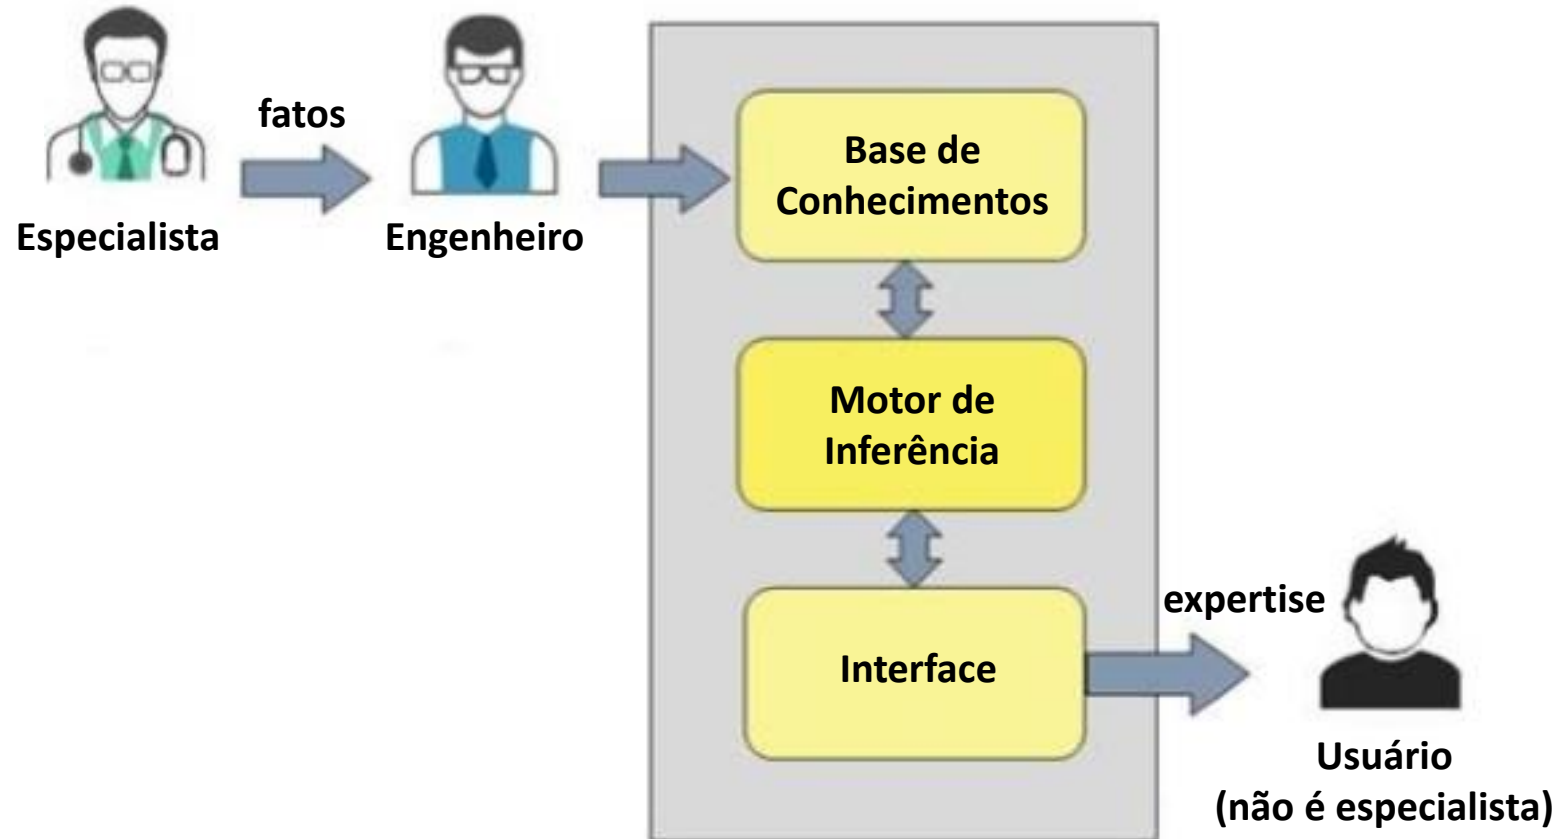 fatos
Especialista
Engenheiro
Base de
Conhecimentos
Motor de
Inferência
Interface
expertise
Usuário
(não é especialista)